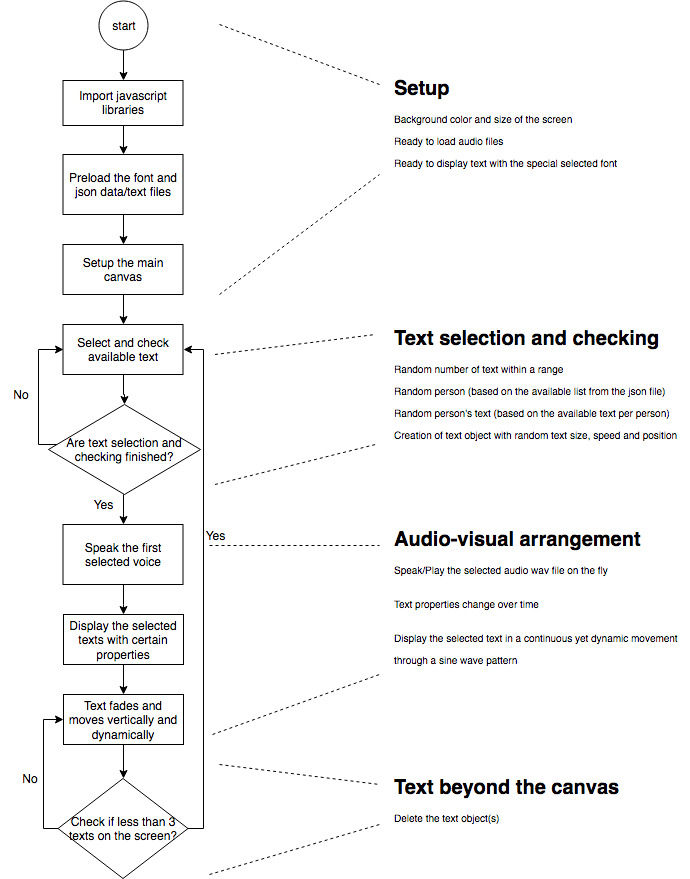 start
Import javascript
libraries
Preload the font and
json data/text files
Setup the main
canvas
Select and check
available text
No
Are text selection and
checking finished?
Yes
Yes
Speak the first
selected voice
Display the selected
texts with certain
properties
Text fades and
moves vertically and
dynamically
No
Check if less than 3
texts on the screen?
Setup
Background color and size of the screen
Ready to load audio files
Ready to display text with the special selected font
Text selection and checking
Random number of text within a range
Random person (based on the available list from the json file)
Random person's text (based on the available text per person)
Creation of text object with random text size, speed and position
Audio-visual arrangement
Speak/Play the selected audio wav file on the fly
Text properties change over time
Display the selected text in a continuous yet dynamic movement
through a sine wave pattern
Text beyond the canvas
Delete the text object(s)